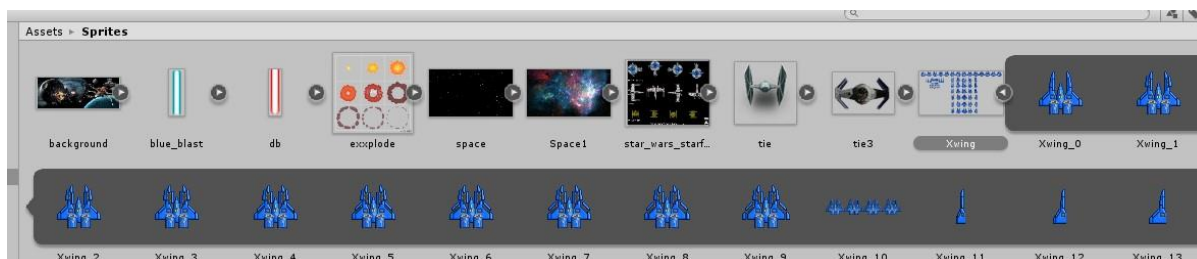 Assets ▸ Sprites
background blue_blast db exxplode space Space1 star_wars_starf... tie tie3 Xwing Xwing_0 Xwing_1
Xwing_2 Xwing_3 Xwing_4 Xwing_5 Xwing_6 Xwing_7 Xwing_8 Xwing_9 Xwing_10 Xwing_11 Xwing_12 Xwing_13